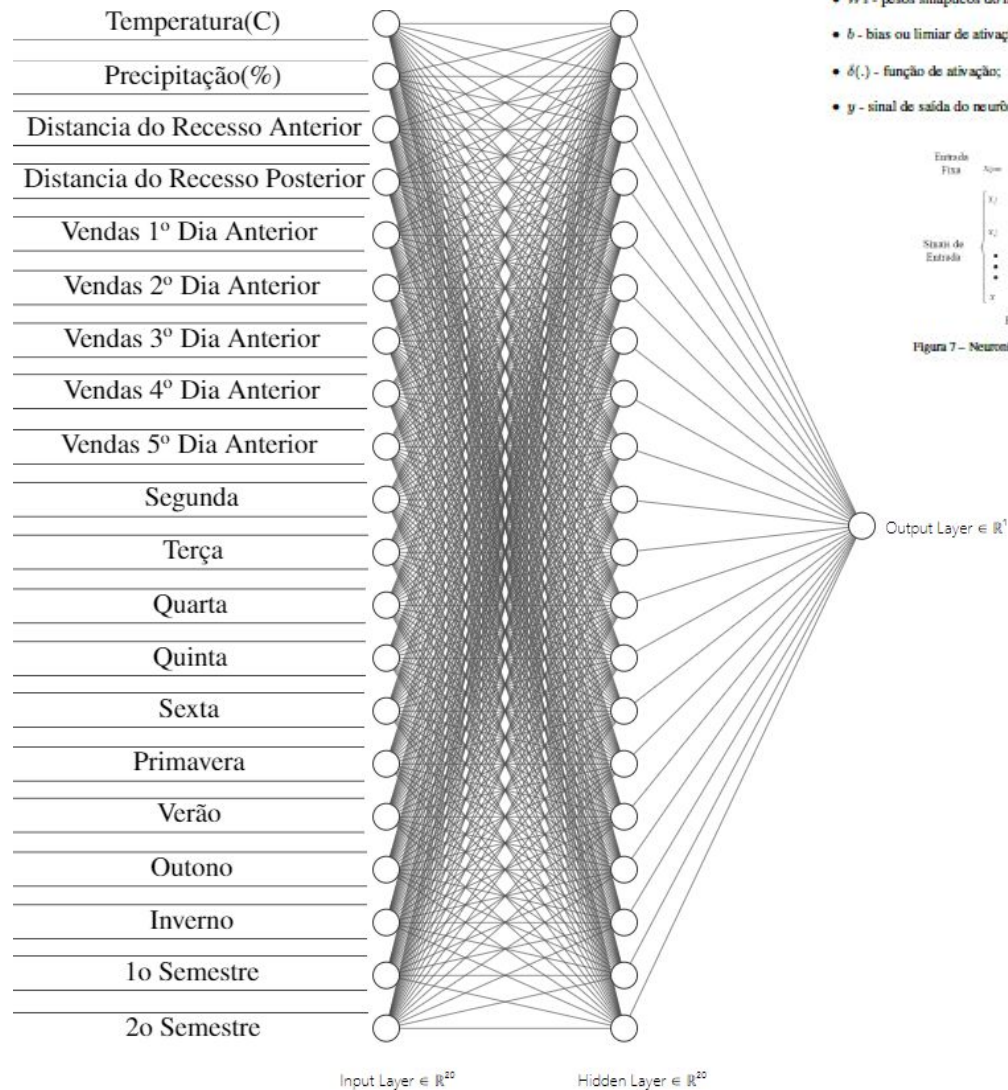 Temperatura(C)
Precipitação(%)
Distancia do Recesso Anterior
Distancia do Recesso Posterior
Vendas 1º Dia Anterior
Vendas 2º Dia Anterior
Vendas 3º Dia Anterior
Vendas 4º Dia Anterior
Vendas 5º Dia Anterior
Segunda
Terça
Quarta
Quinta
Sexta
Primavera
Verão
Outono
Inverno
1o Semestre
2o Semestre
Input Layer ∈ ℝ²⁰
Hidden Layer ∈ ℝ²⁰
Output Layer ∈ ℝ¹
• b - bias ou limiar de
• δ(.) - função de ativação;
• y - sinal de saída do
Entrada
Fixa
Sinais de
Entrada
Figura 7 –